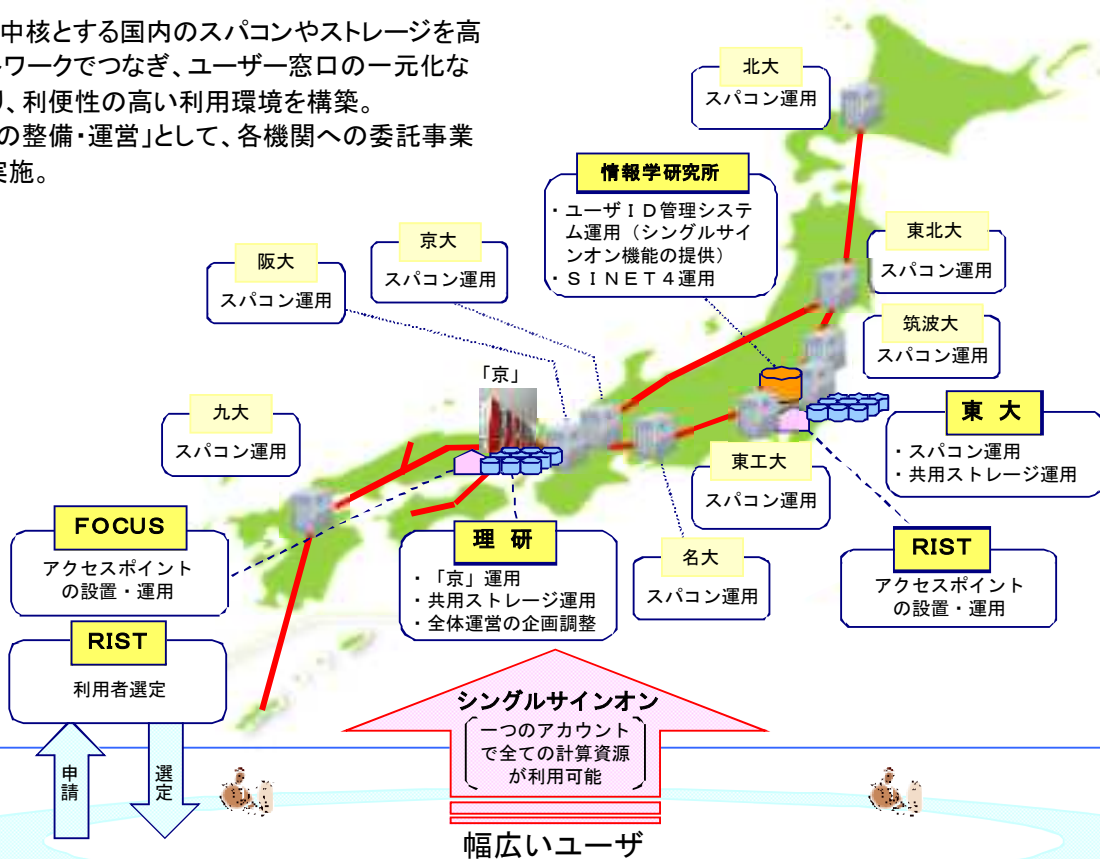 中核とする国内のスパコンやストレージを高
ワークでつなぎ、ユーザー窓口の一元化な
、利便性の高い利用環境を構築。
の整備・運営」として、各機関への委託事業
実施。
北大
スパコン運用
情報学研究所
・ユーザID管理システ
ム運用（シングルサイ
ンオン機能の提供）
・SINET4運用
東北大
スパコン運用
京大
スパコン運用
阪大
スパコン運用
筑波大
スパコン運用
「京」
九大
スパコン運用
東 大
・スパコン運用
・共用ストレージ運用
東工大
スパコン運用
FOCUS
アクセスポイント
の設置・運用
理 研
・「京」運用
・共用ストレージ運用
・全体運営の企画調整
名大
スパコン運用
RIST
アクセスポイント
の設置・運用
RIST
利用者選定
シングルサインオン
一つのアカウント
で全ての計算資源
が利用可能
申請
選定
幅広いユーザ